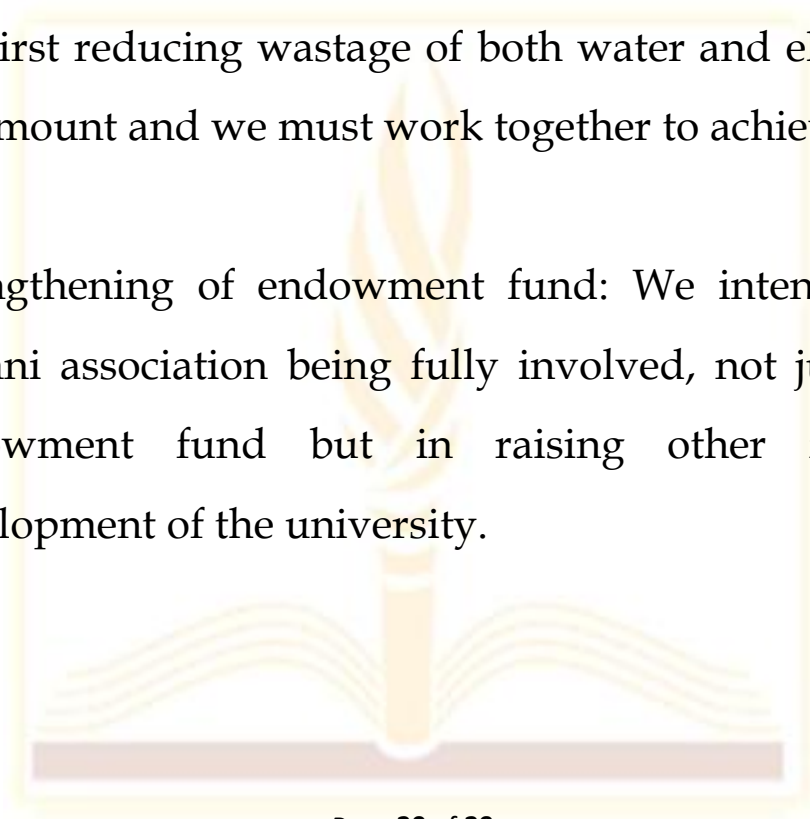 irst reducing wastage of both water and el
mount and we must work together to achie
ngthening of endowment fund: We inten
ni association being fully involved, not ju
wment fund but in raising other
lopment of the university.